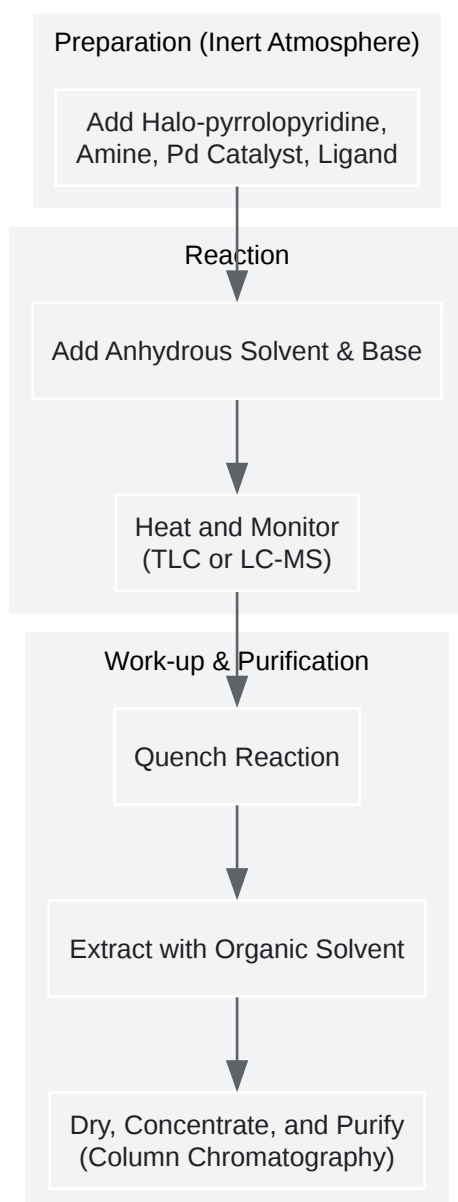 Preparation (Inert Atmosphere)
Add Halo-pyrrolopyridine,
Amine, Pd Catalyst, Ligand
Reaction
Add Anhydrous Solvent & Base
Heat and Monitor
(TLC or LC-MS)
Work-up & Purification
Quench Reaction
Extract with Organic Solvent
Dry, Concentrate, and Purify
(Column Chromatography)